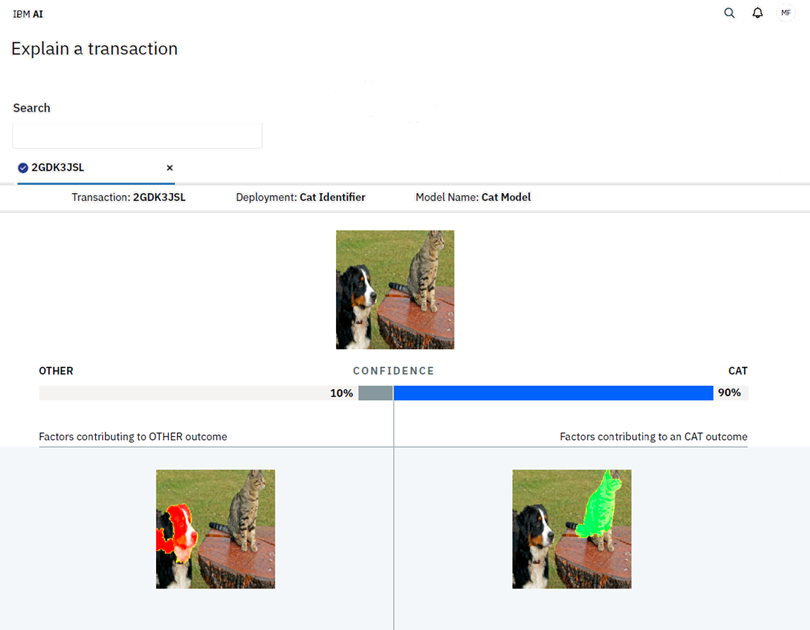 IBM AI
MF
Explain a transaction
Search
2GDK3JSL ×
Transaction: 2GDK3JSL Deployment: Cat Identifier Model Name: Cat Model
OTHER CONFIDENCE CAT
10% 90%
Factors contributing to OTHER outcome Factors contributing to an CAT outcome